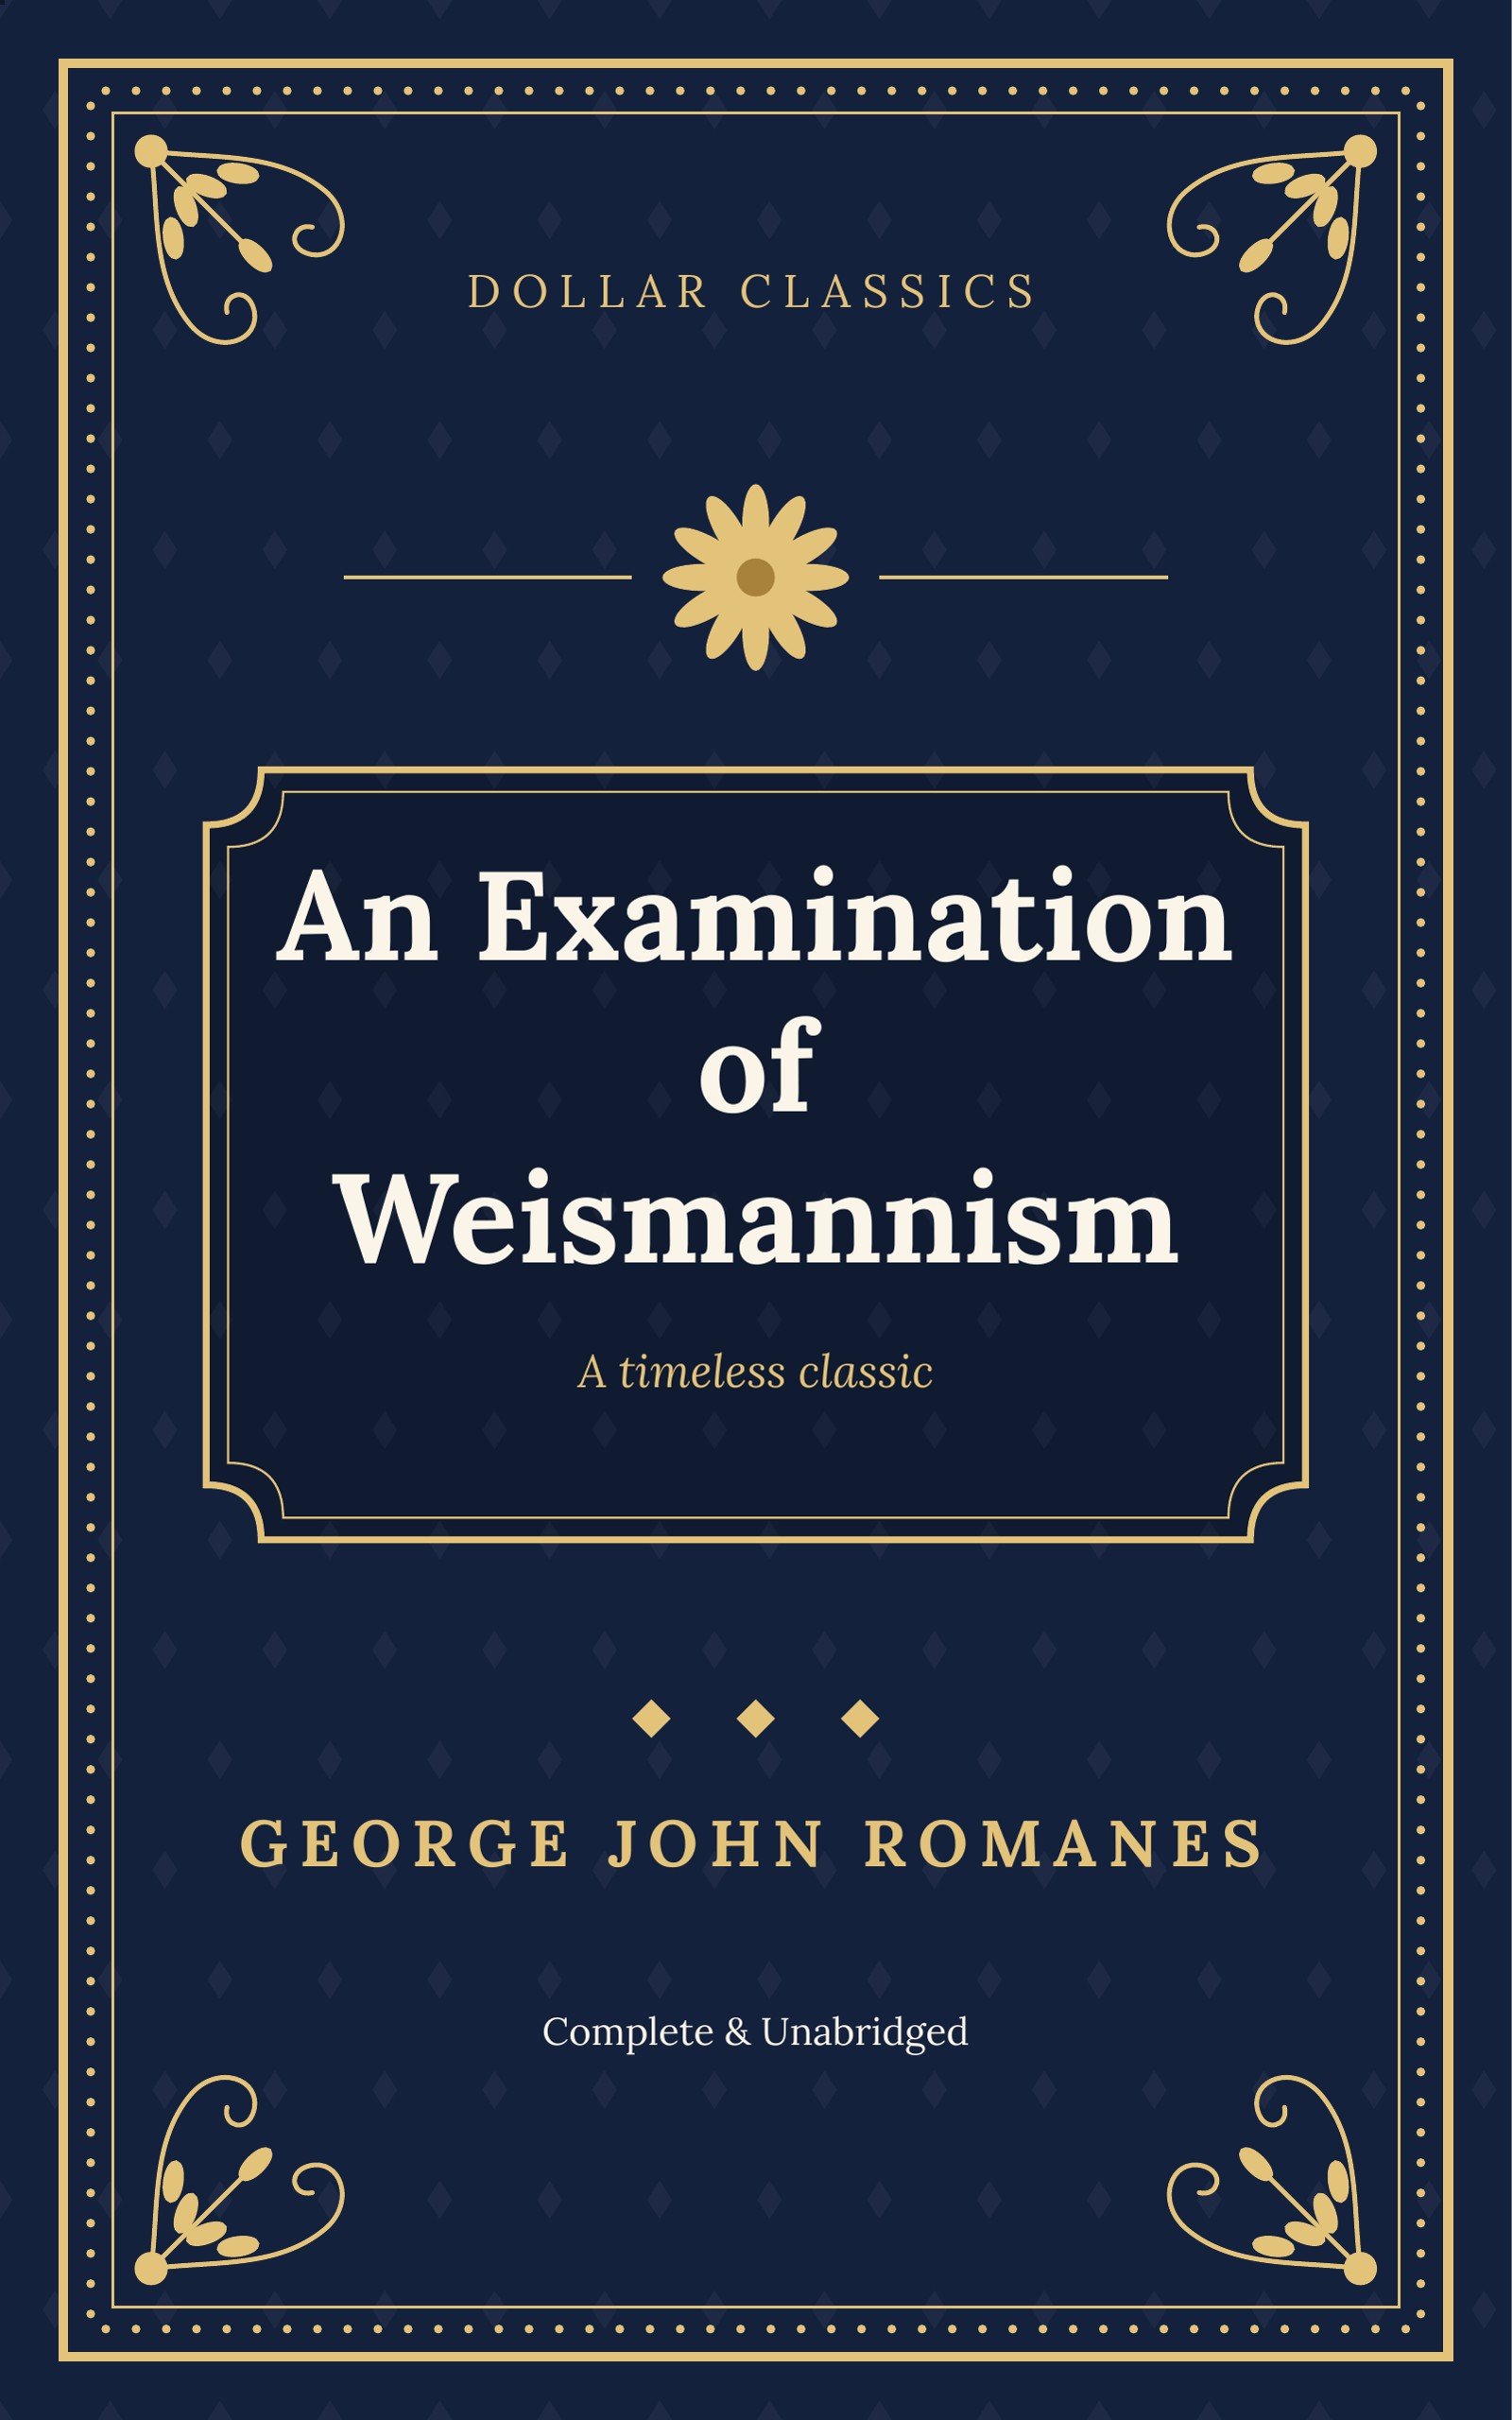 DOLLAR CLASSICS
An Examination
of
Weismannism
A timeless classic
GEORGE JOHN ROMANES
Complete & Unabridged